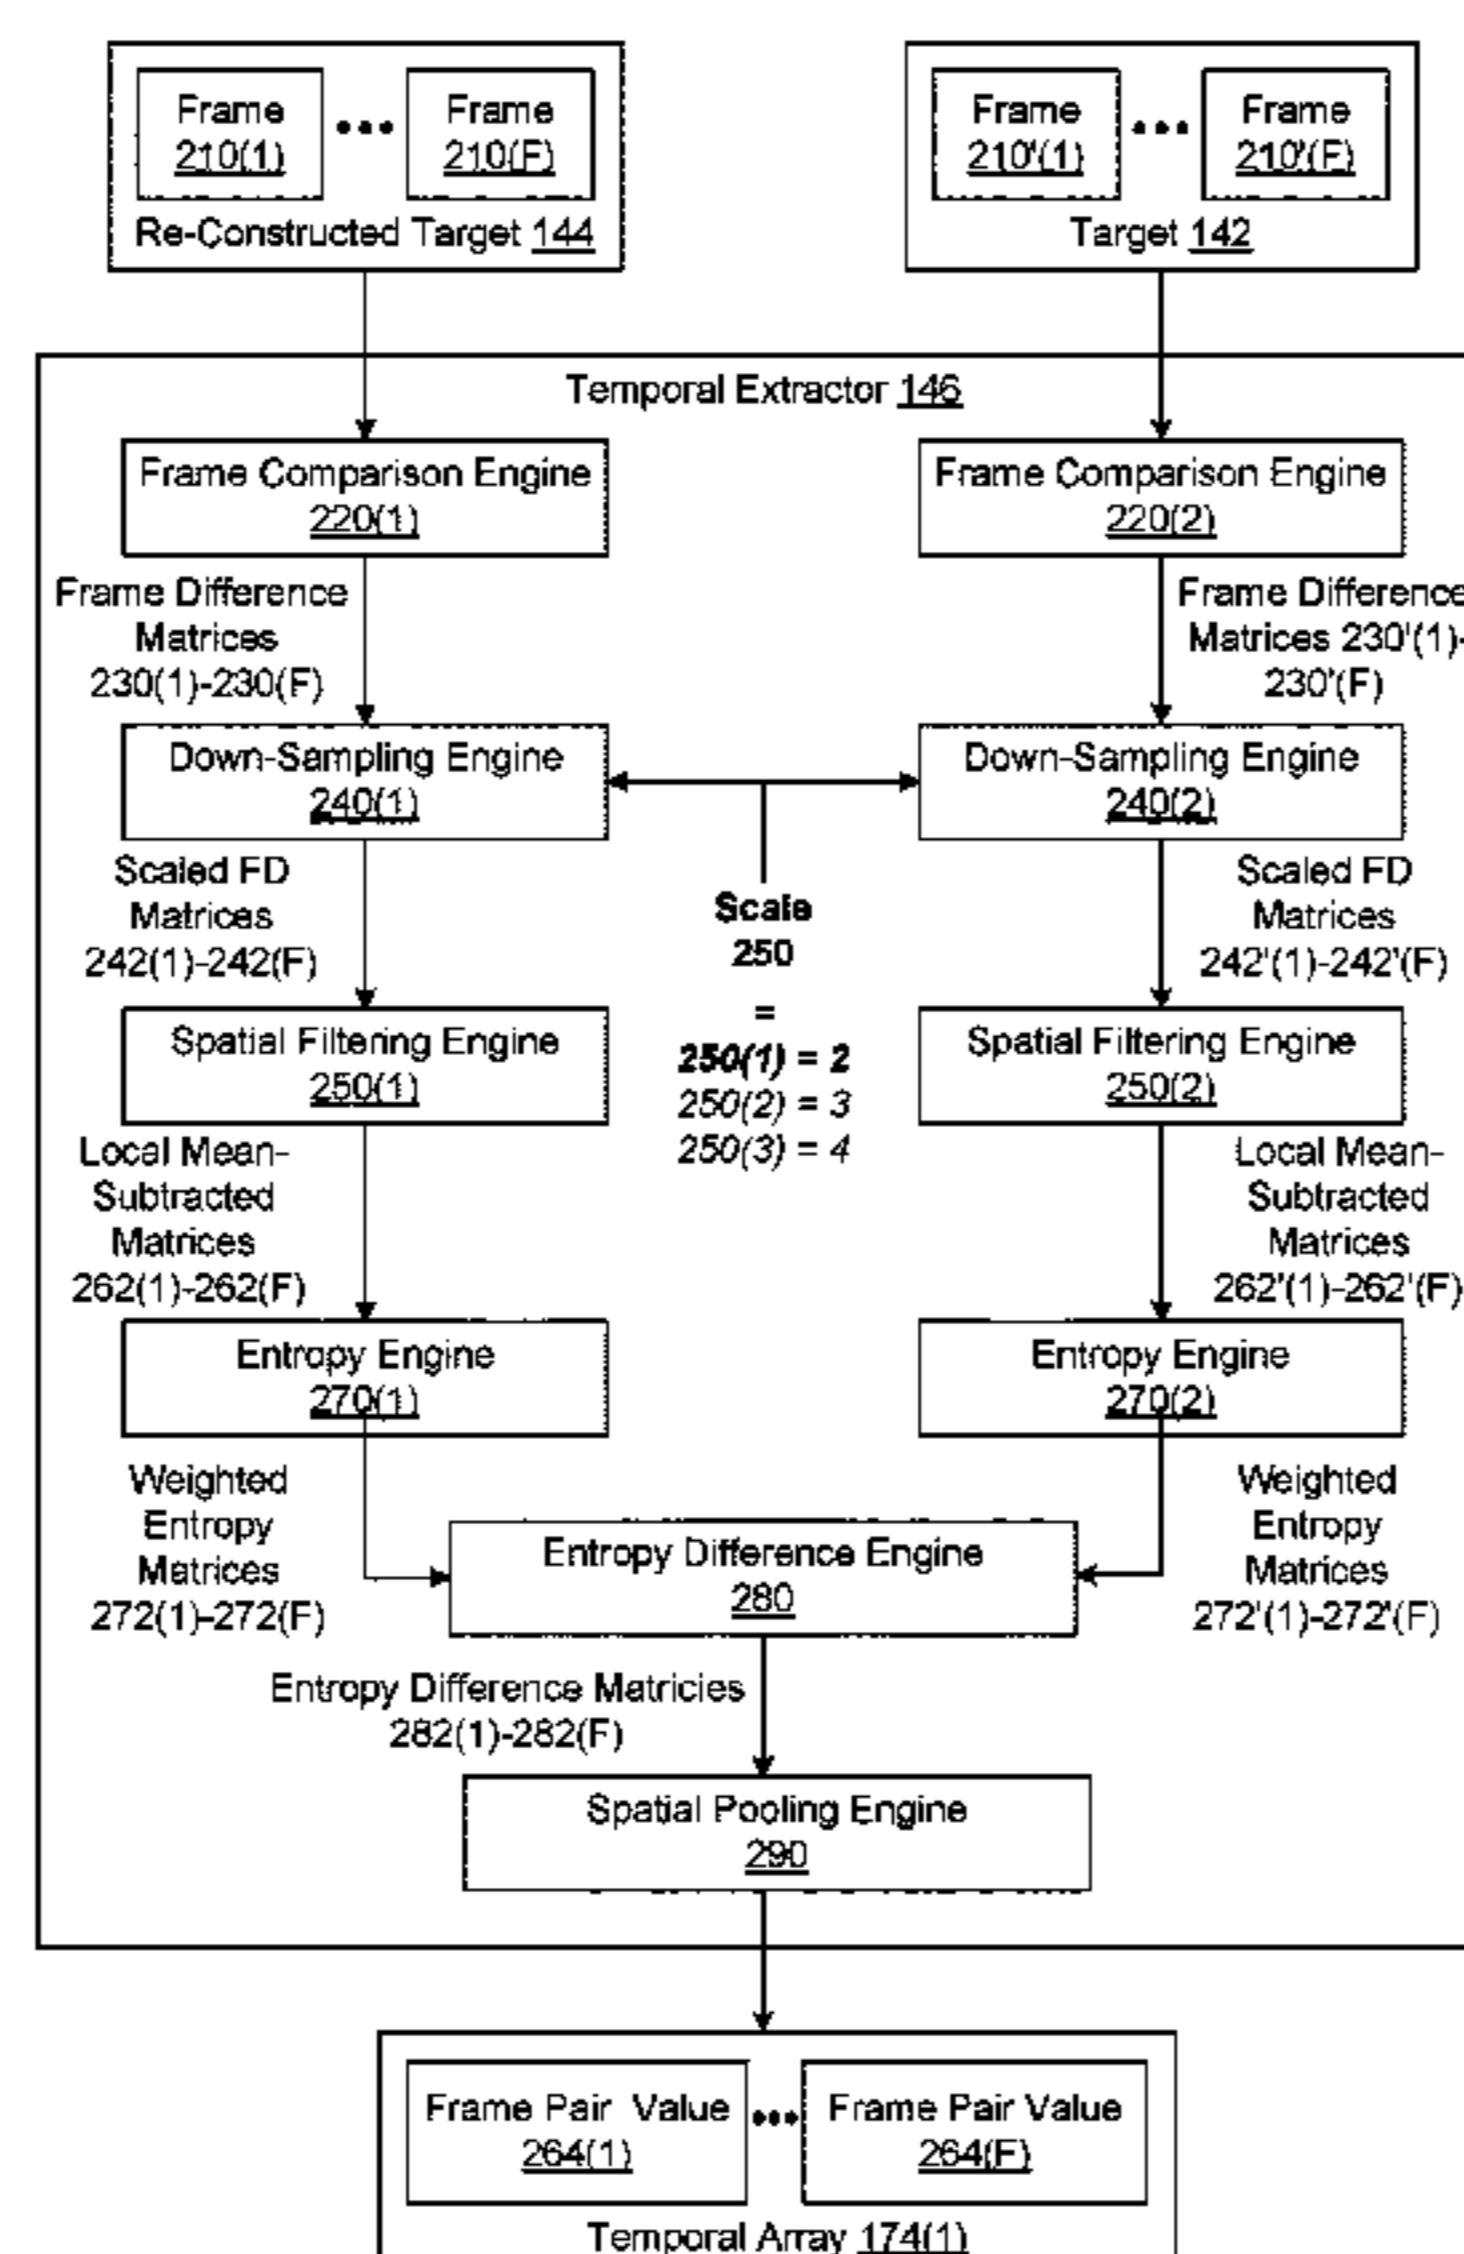 Frame
210(1)
•••
Frame
210(F)
Re-Constructed Target 144
Frame
210'(1)
•••
Frame
210'(F)
Target 142
Temporal Extractor 146
Frame Comparison Engine
220(1)
Frame Comparison Engine
220(2)
Frame Difference
Matrices
230(1)-230(F)
Frame Difference
Matrices 230'(1)-
230'(F)
Down-Sampling Engine
240(1)
Down-Sampling Engine
240(2)
Scaled FD
Matrices
242(1)-242(F)
Scale
250
=
250(1) = 2
250(2) = 3
250(3) = 4
Scaled FD
Matrices
242'(1)-242'(F)
Spatial Filtering Engine
250(1)
Spatial Filtering Engine
250(2)
Local Mean-
Subtracted
Matrices
262(1)-262(F)
Local Mean-
Subtracted
Matrices
262'(1)-262'(F)
Entropy Engine
270(1)
Entropy Engine
270(2)
Weighted
Entropy
Matrices
272(1)-272(F)
Weighted
Entropy
Matrices
272'(1)-272'(F)
Entropy Difference Engine
280
Entropy Difference Matricies
282(1)-282(F)
Spatial Pooling Engine
290
Frame Pair Value
264(1)
•••
Frame Pair Value
264(F)
Temporal Array 174(1)